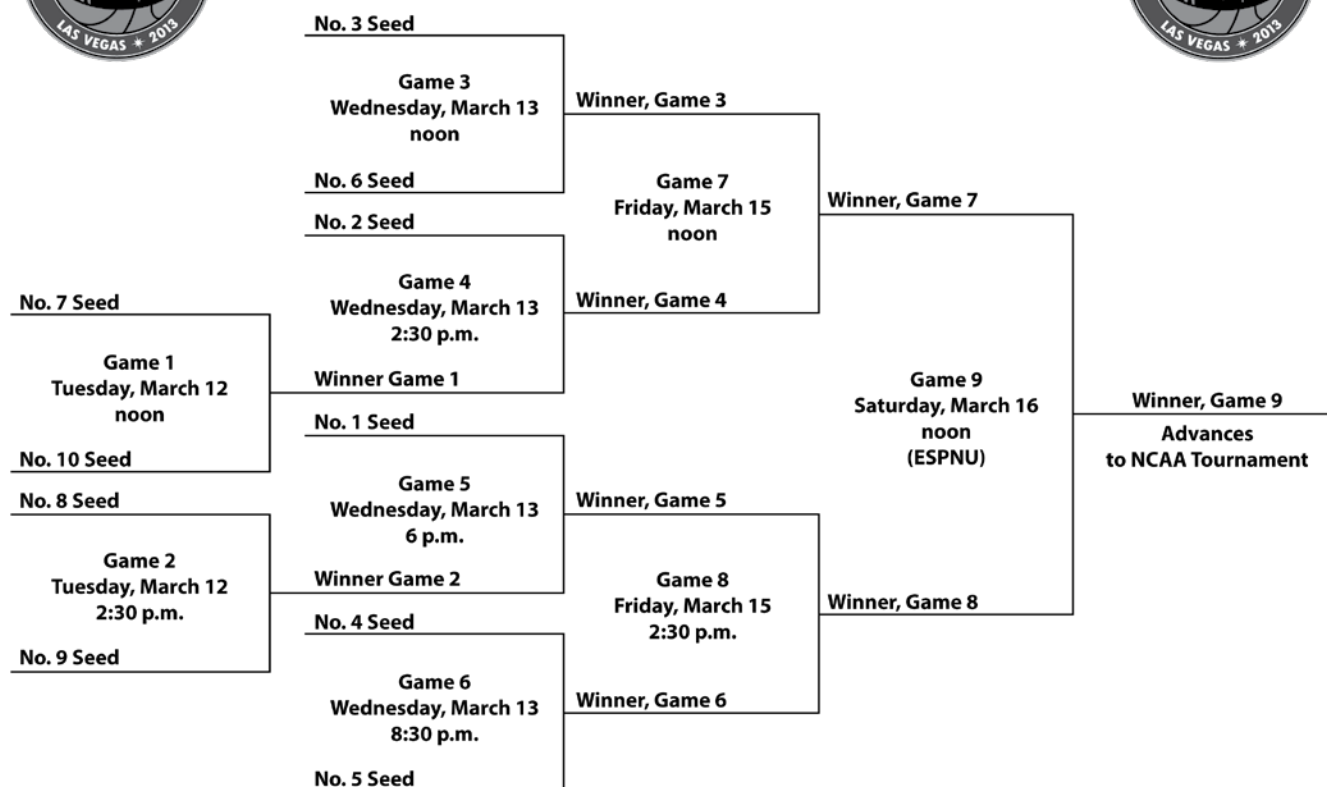 LAS VEGAS * 2013
LAS VEGAS * 2013
No. 3 Seed
Game 3
Wednesday, March 13
noon
No. 6 Seed
Winner, Game 3
No. 2 Seed
Game 4
Wednesday, March 13
2:30 p.m.
Winner Game 1
Winner, Game 4
Game 7
Friday, March 15
noon
Winner, Game 7
No. 7 Seed
Game 1
Tuesday, March 12
noon
No. 10 Seed
No. 8 Seed
Game 2
Tuesday, March 12
2:30 p.m.
No. 9 Seed
No. 1 Seed
Game 5
Wednesday, March 13
6 p.m.
Winner Game 2
Winner, Game 5
No. 4 Seed
Game 6
Wednesday, March 13
8:30 p.m.
No. 5 Seed
Winner, Game 6
Game 8
Friday, March 15
2:30 p.m.
Winner, Game 8
Game 9
Saturday, March 16
noon
(ESPNU)
Winner, Game 9
Advances
to NCAA Tournament